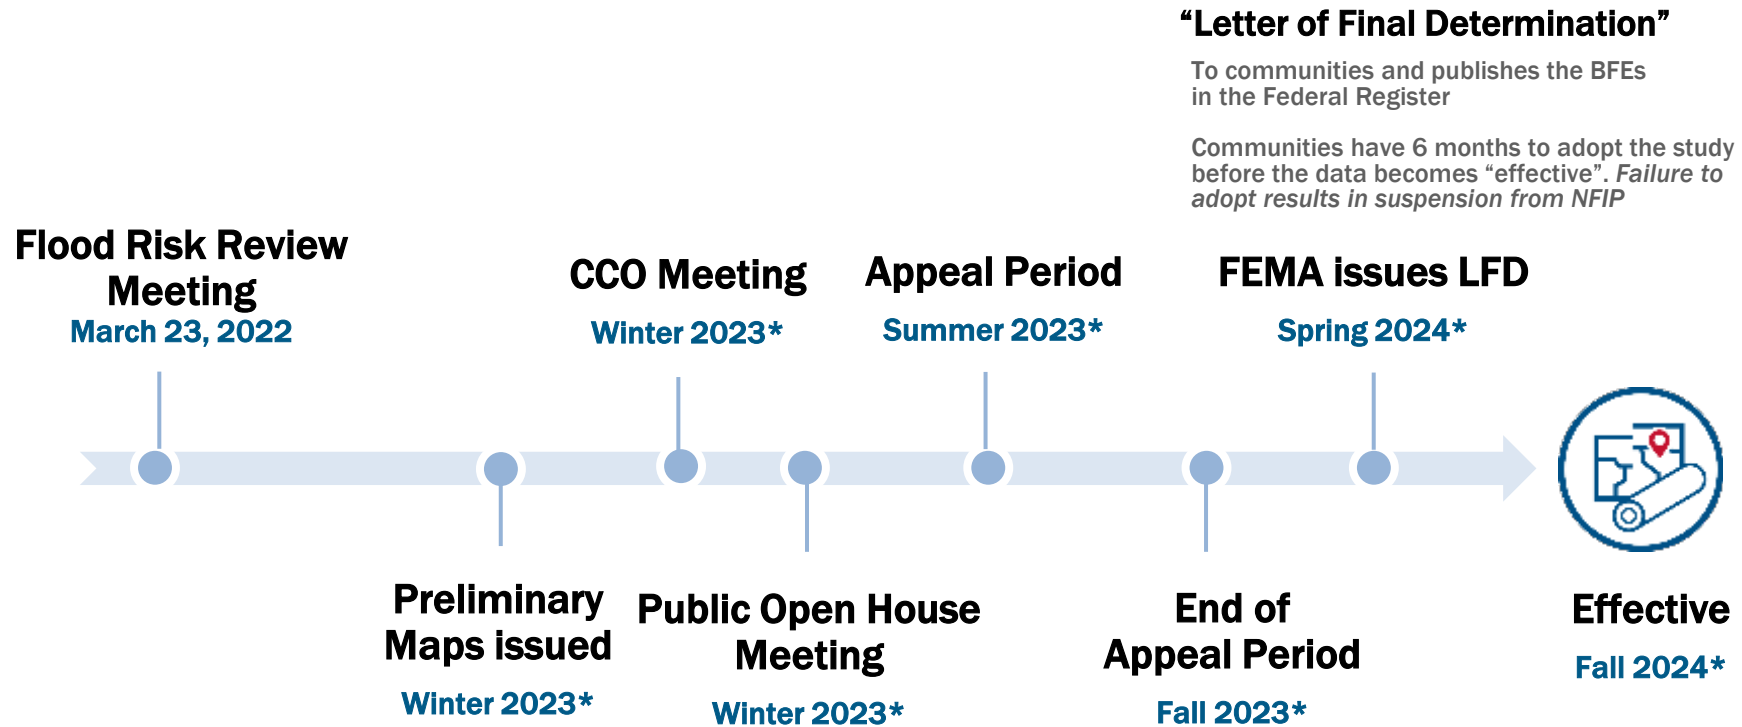 “Letter of Final Determination”
To communities and publishes the BFEs
in the Federal Register
Communities have 6 months to adopt the study
before the data becomes “effective”. Failure to
adopt results in suspension from NFIP
Flood Risk Review
Meeting
March 23, 2022
CCO Meeting
Winter 2023*
Appeal Period
Summer 2023*
FEMA issues LFD
Spring 2024*
Preliminary
Maps issued
Winter 2023*
Public Open House
Meeting
Winter 2023*
End of
Appeal Period
Fall 2023*
Effective
Fall 2024*